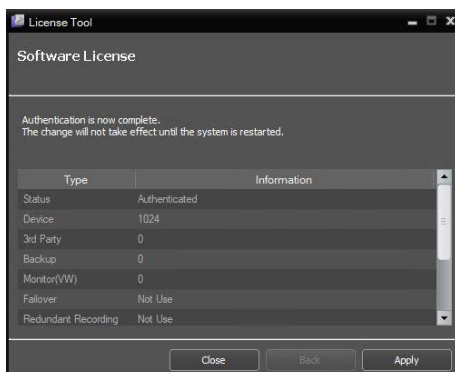 License Tool
Software License
Authentication is now complete.
The change will not take effect until the system is restarted.
Type Information
Status Authenticated
Device 1024
3rd Party 0
Backup 0
Monitor(VW) 0
Failover Not Use
Redundant Recording Not Use
Close Back Apply